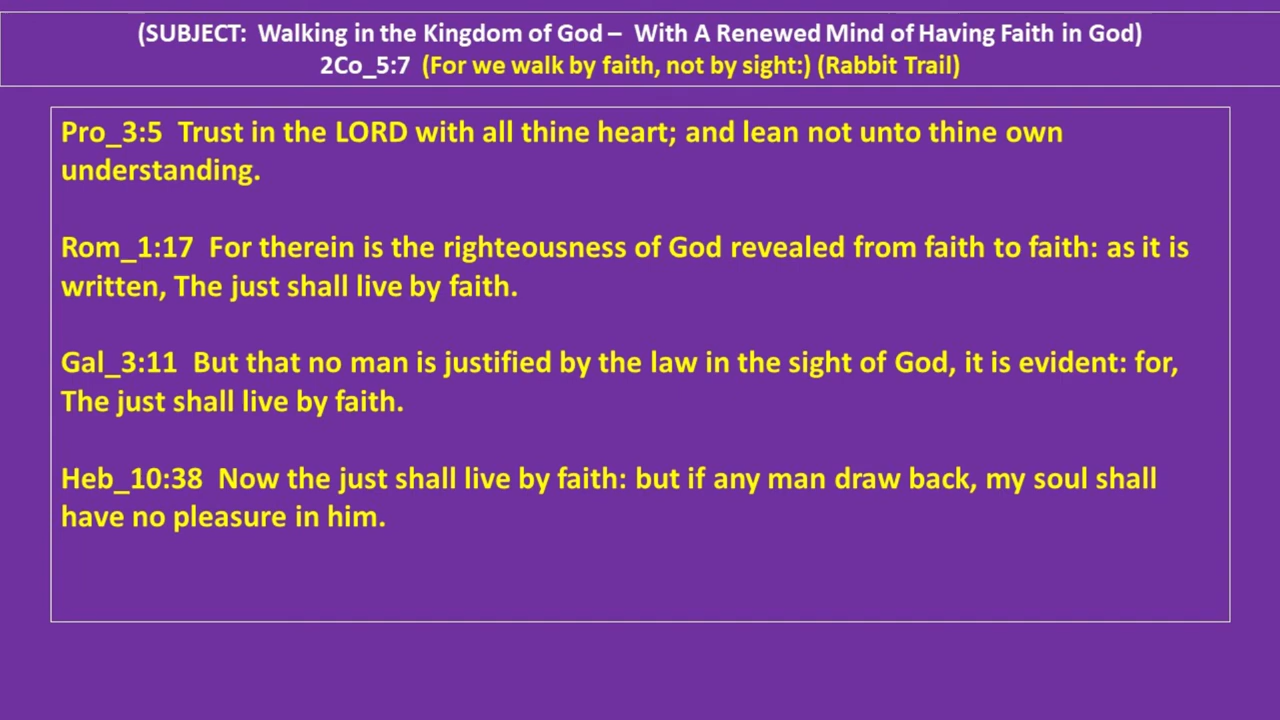 (SUBJECT: Walking in the Kingdom of God – With A Renewed Mind of Having Faith in God)
2Co_5:7 (For we walk by faith, not by sight:) (Rabbit Trail)
Pro_3:5 Trust in the LORD with all thine heart; and lean not unto thine own
understanding.
Rom_1:17 For therein is the righteousness of God revealed from faith to faith: as it is
written, The just shall live by faith.
Gal_3:11 But that no man is justified by the law in the sight of God, it is evident: for,
The just shall live by faith.
Heb_10:38 Now the just shall live by faith: but if any man draw back, my soul shall
have no pleasure in him.